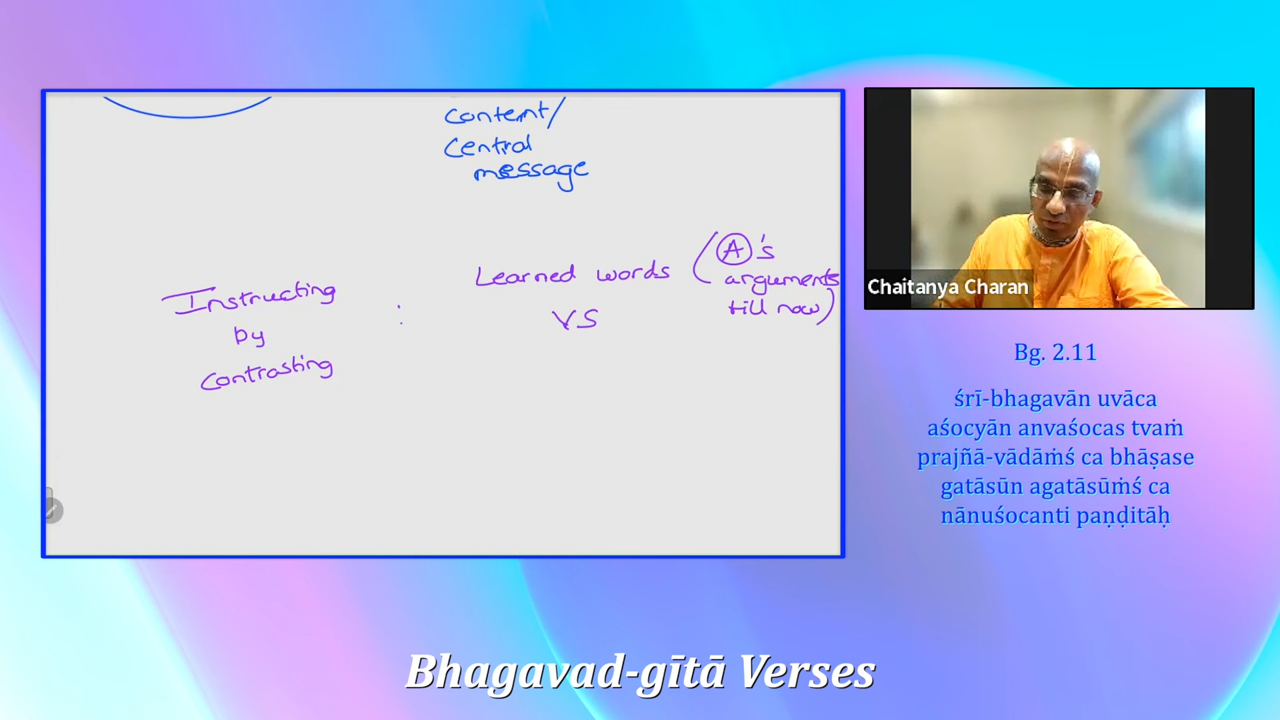 content/
central
message
Instructing
by
contrasting
:
Learned words
VS
(A's
arguments
till now)
Chaitanya Charan
Bg. 2.11
śrī-bhagavān uvāca
aśocyān anvaśocas tvaṁ
prajñā-vādāṁś ca bhāṣase
gatāsūn agatāsūṁś ca
nānuśocanti paṇḍitāḥ
Bhagavad-gītā Verses